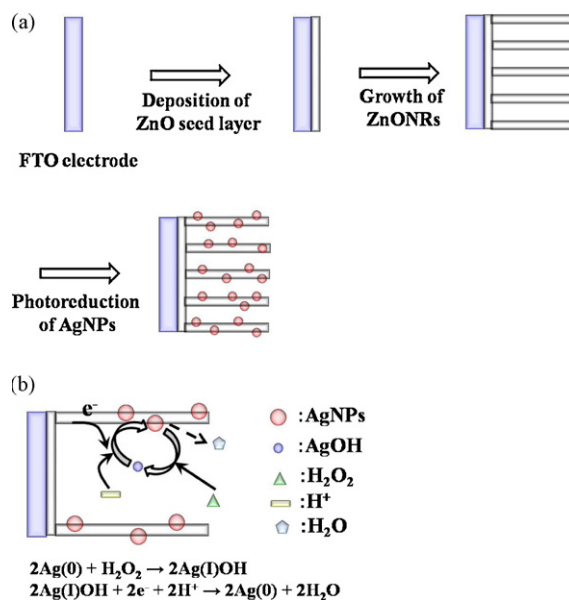 (a)
Deposition of
ZnO seed layer
Growth of
ZnONRs
FTO electrode
Photoreduction
of AgNPs
(b)
e⁻
:AgNPs
:AgOH
:H₂O₂
:H⁺
:H₂O
2Ag(0) + H₂O₂ → 2Ag(I)OH
2Ag(I)OH + 2e⁻ + 2H⁺ → 2Ag(0) + 2H₂O